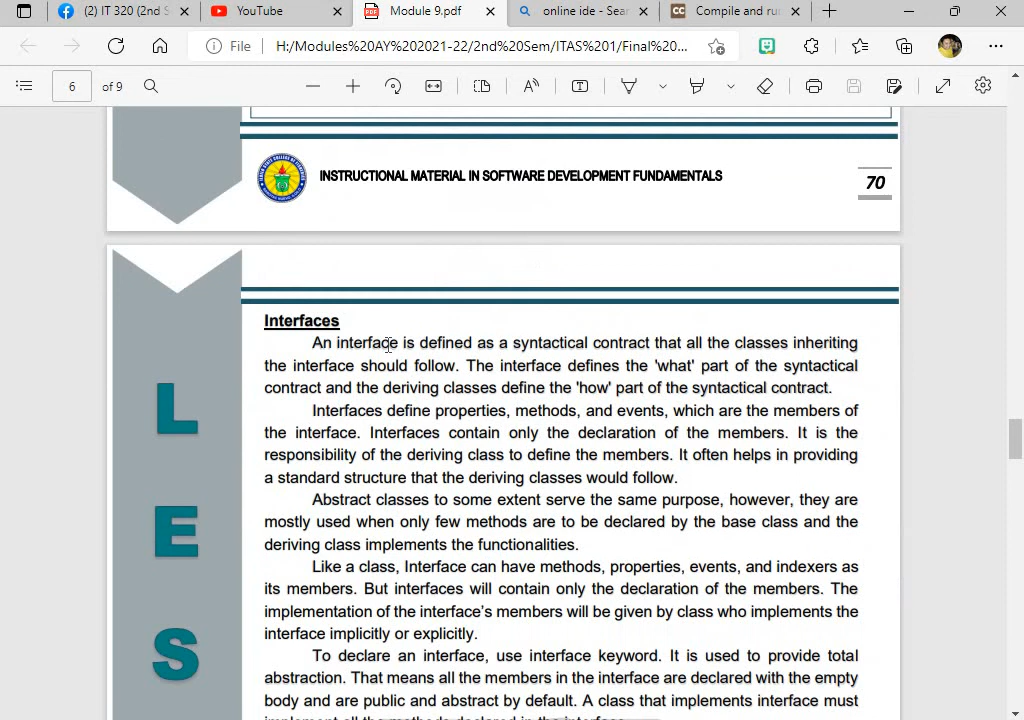 (2) IT 320 (2nd S
YouTube
Module 9.pdf
online ide - Sear
Compile and ru
File
H:/Modules%20AY%202021-22/2nd%20Sem/ITAS%201/Final%20...
6
of 9
INSTRUCTIONAL MATERIAL IN SOFTWARE DEVELOPMENT FUNDAMENTALS
70
Interfaces
An interface is defined as a syntactical contract that all the classes inheriting
the interface should follow. The interface defines the 'what' part of the syntactical
contract and the deriving classes define the 'how' part of the syntactical contract.
Interfaces define properties, methods, and events, which are the members of
the interface. Interfaces contain only the declaration of the members. It is the
responsibility of the deriving class to define the members. It often helps in providing
a standard structure that the deriving classes would follow.
Abstract classes to some extent serve the same purpose, however, they are
mostly used when only few methods are to be declared by the base class and the
deriving class implements the functionalities.
Like a class, Interface can have methods, properties, events, and indexers as
its members. But interfaces will contain only the declaration of the members. The
implementation of the interface's members will be given by class who implements the
interface implicitly or explicitly.
To declare an interface, use interface keyword. It is used to provide total
abstraction. That means all the members in the interface are declared with the empty
body and are public and abstract by default. A class that implements interface must
implement all the methods declared in the interface
L
E
S